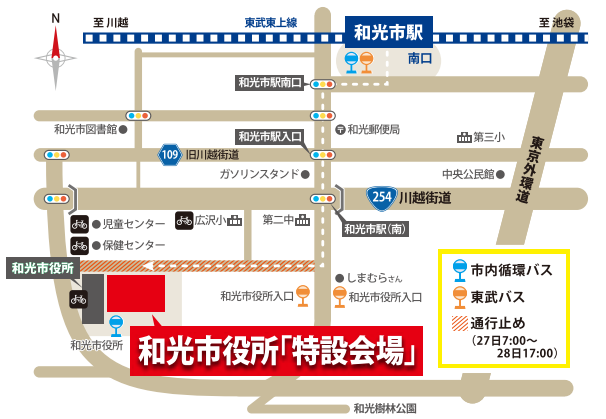 N
至 川越
東武東上線
和光市駅
至 池袋
南口
和光市駅南口
和光市図書館
〒
和光郵便局
和光市駅入口
第三小
109
旧川越街道
ガソリンスタンド
中央公民館
東京外環道
254
川越街道
児童センター
広沢小
第二中
和光市駅(南)
保健センター
和光市役所
しまむらさん
和光市役所入口
和光市役所入口
和光市役所
和光市役所「特設会場」
市内循環バス
東武バス
通行止め
(27日7:00〜
28日17:00)
和光樹林公園